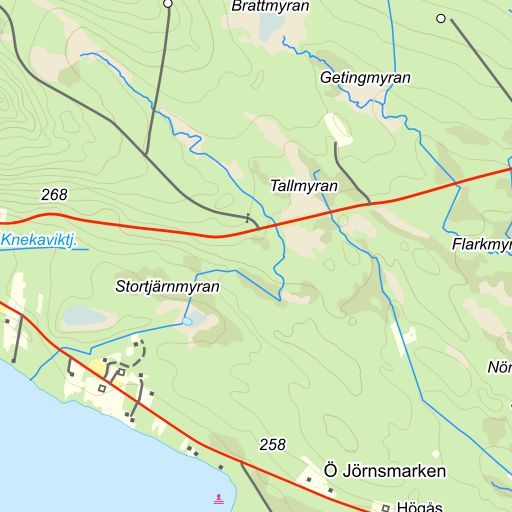 Brattmyran
Getingmyran
Tallmyran
268
Knekaviktj.
Flarkmyr
Stortjärnmyran
Nör
258
Ö Jörnsmarken
Högås